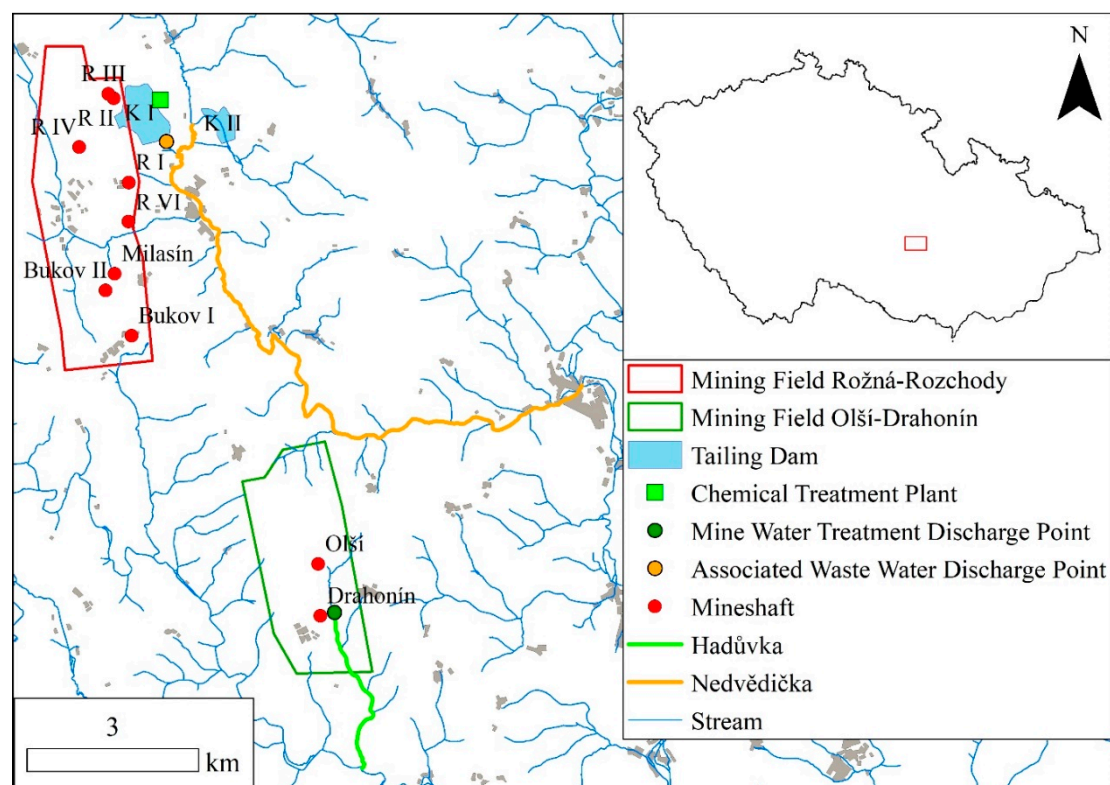 R III
R II
K I
K II
R IV
R I
R VI
Milasín
Bukov II
Bukov I
Olší
Drahonín
3
km
N
Mining Field Rožná-Rozchody
Mining Field Olší-Drahonín
Tailing Dam
Chemical Treatment Plant
Mine Water Treatment Discharge Point
Associated Waste Water Discharge Point
Mineshaft
Hadůvka
Nedvědička
Stream